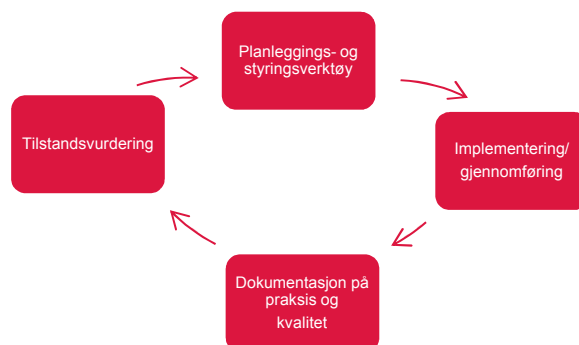 Planleggings- og
styringsverktøy
Tilstandsvurdering
Implementering/
gjennomføring
Dokumentasjon på
praksis og
kvalitet